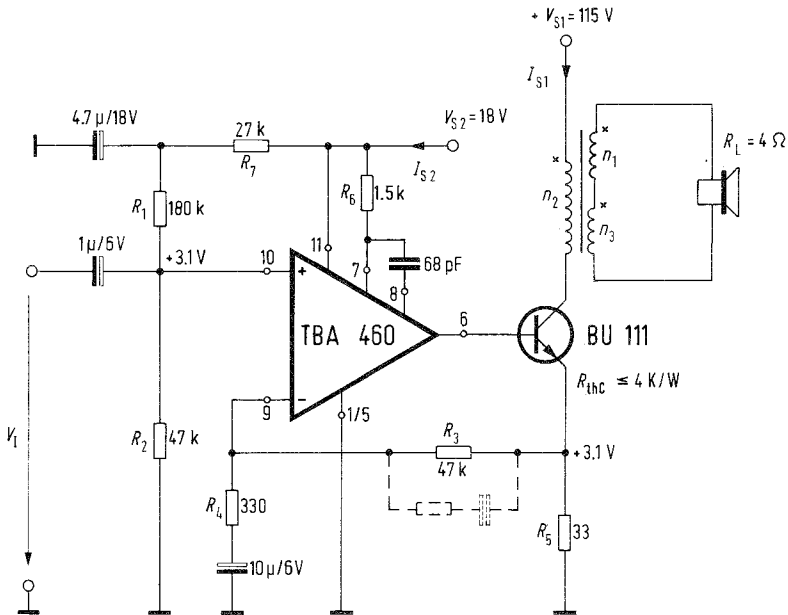 + V_S1 = 115 V
I_S1
4.7 µ/18V
27 k
R_7
V_S2 = 18 V
I_S2
R_L = 4 Ω
n_1
n_2
n_3
R_1
180 k
R_6
1.5 k
1 µ/6V
+3.1 V
10
11
7
8
68 pF
+
TBA 460
6
BU 111
R_thC ≤ 4 K/W
−
9
1/5
V_I
R_2
47 k
R_3
47 k
+3.1 V
R_4
330
R_5
33
10µ/6V